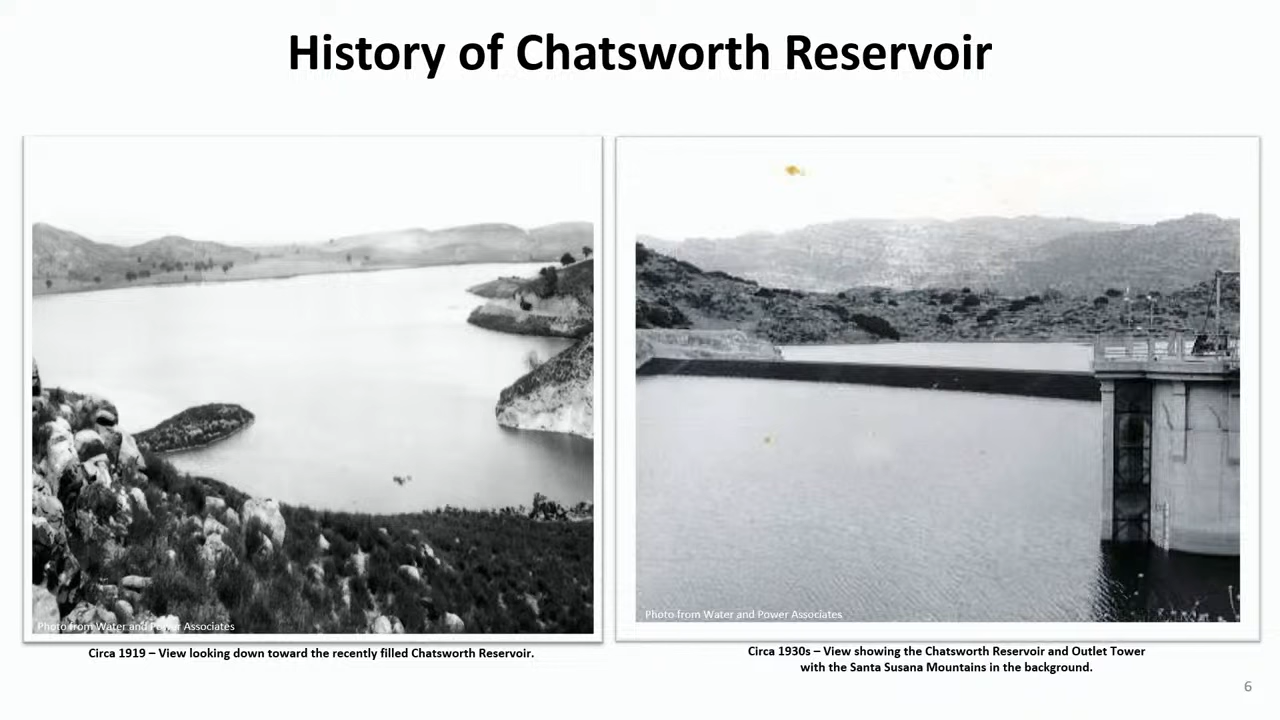 History of Chatsworth Reservoir
Photo from Water and Power Associates
Circa 1919 – View looking down toward the recently filled Chatsworth Reservoir.
Photo from Water and Power Associates
Circa 1930s – View showing the Chatsworth Reservoir and Outlet Tower
with the Santa Susana Mountains in the background.
6